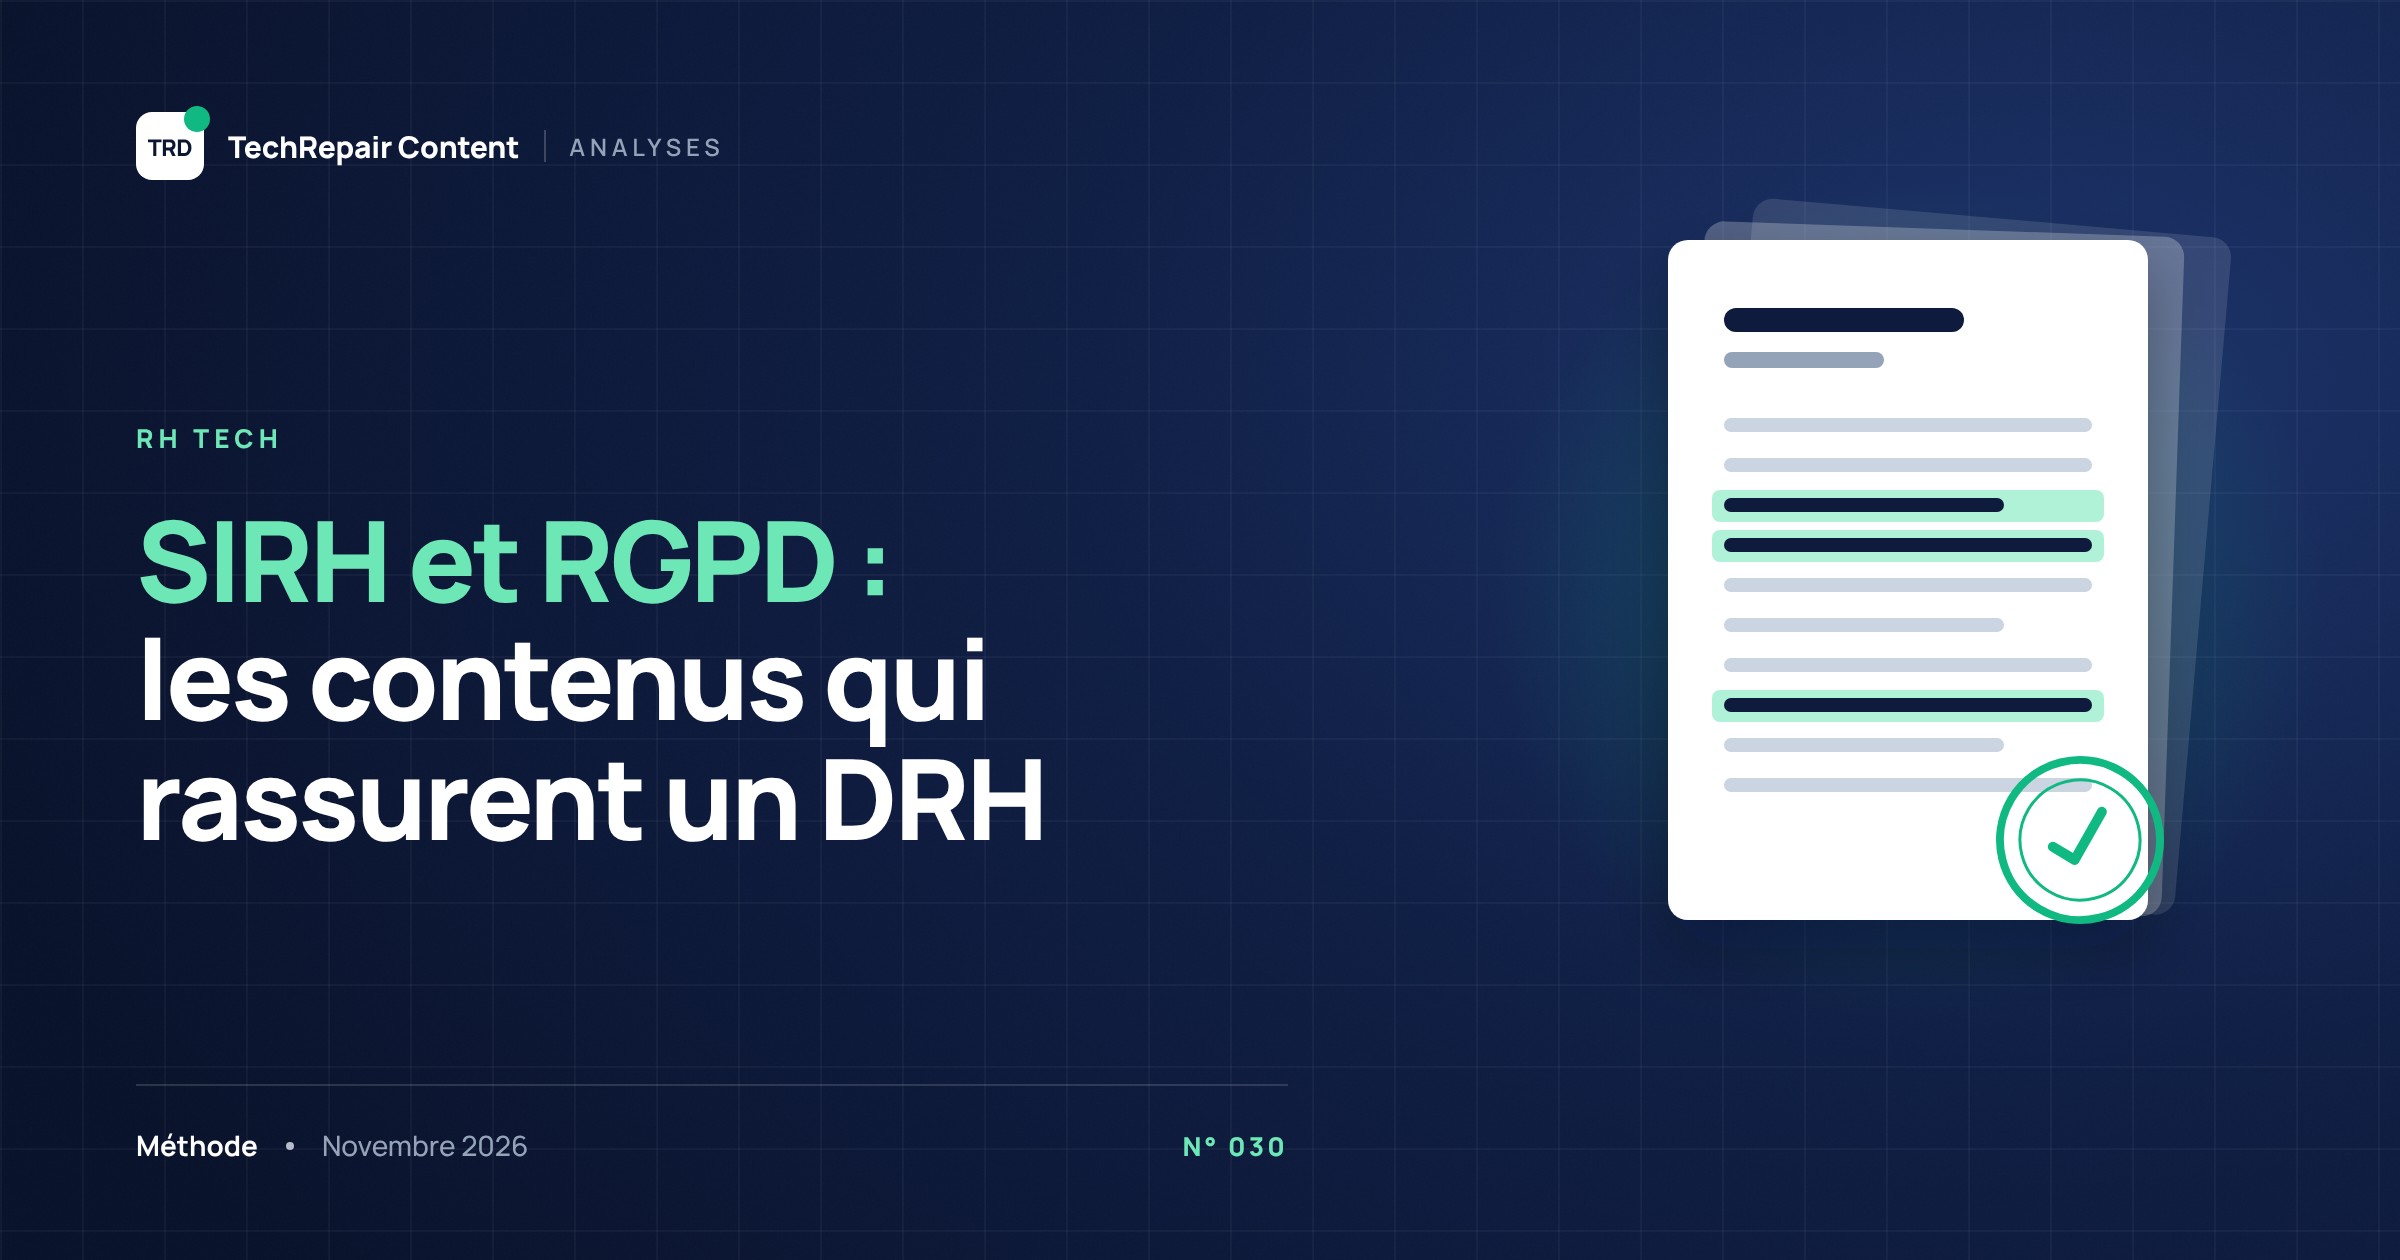 TRD TechRepair Content ANALYSES
RH TECH
SIRH et RGPD :
les contenus qui
rassurent un DRH
Méthode • Novembre 2026 N° 030